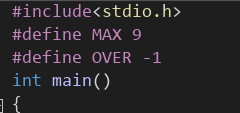 #include<stdio.h>
#define MAX 9
#define OVER -1
int main()
{